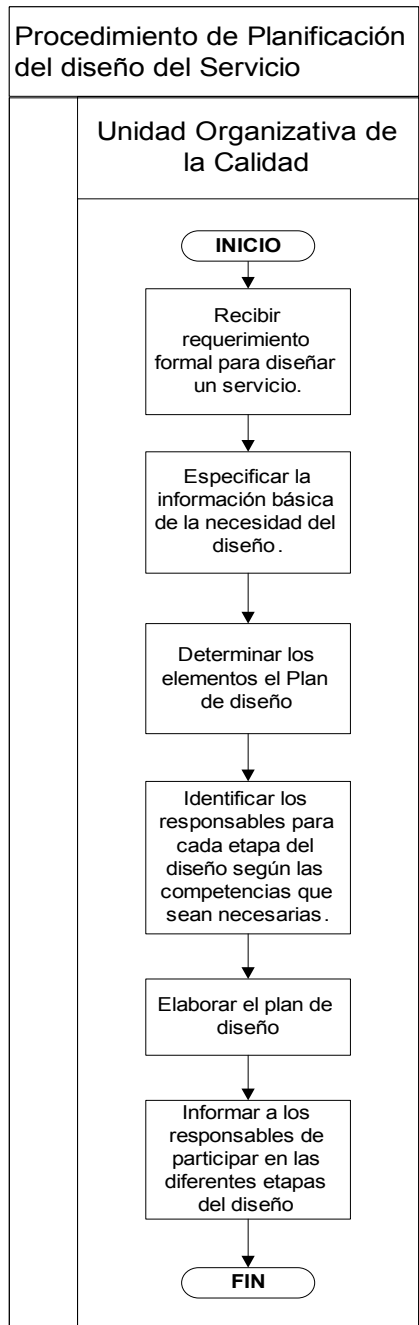 Procedimiento de Planificación
del diseño del Servicio
Unidad Organizativa de
la Calidad
INICIO
Recibir
requerimiento
formal para diseñar
un servicio.
Especificar la
información básica
de la necesidad del
diseño.
Determinar los
elementos el Plan
de diseño
Identificar los
responsables para
cada etapa del
diseño según las
competencias que
sean necesarias.
Elaborar el plan de
diseño
Informar a los
responsables de
participar en las
diferentes etapas
del diseño
FIN